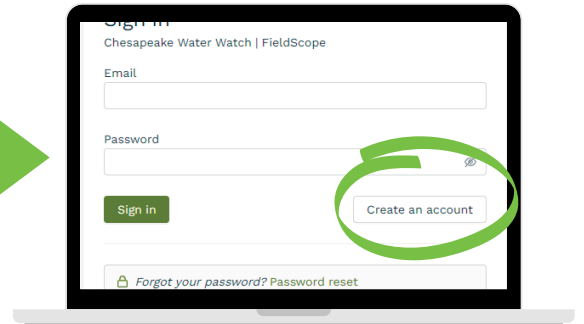 Sign in
Chesapeake Water Watch | FieldScope
Email
Password
Sign in
Create an account
Forgot your password? Password reset